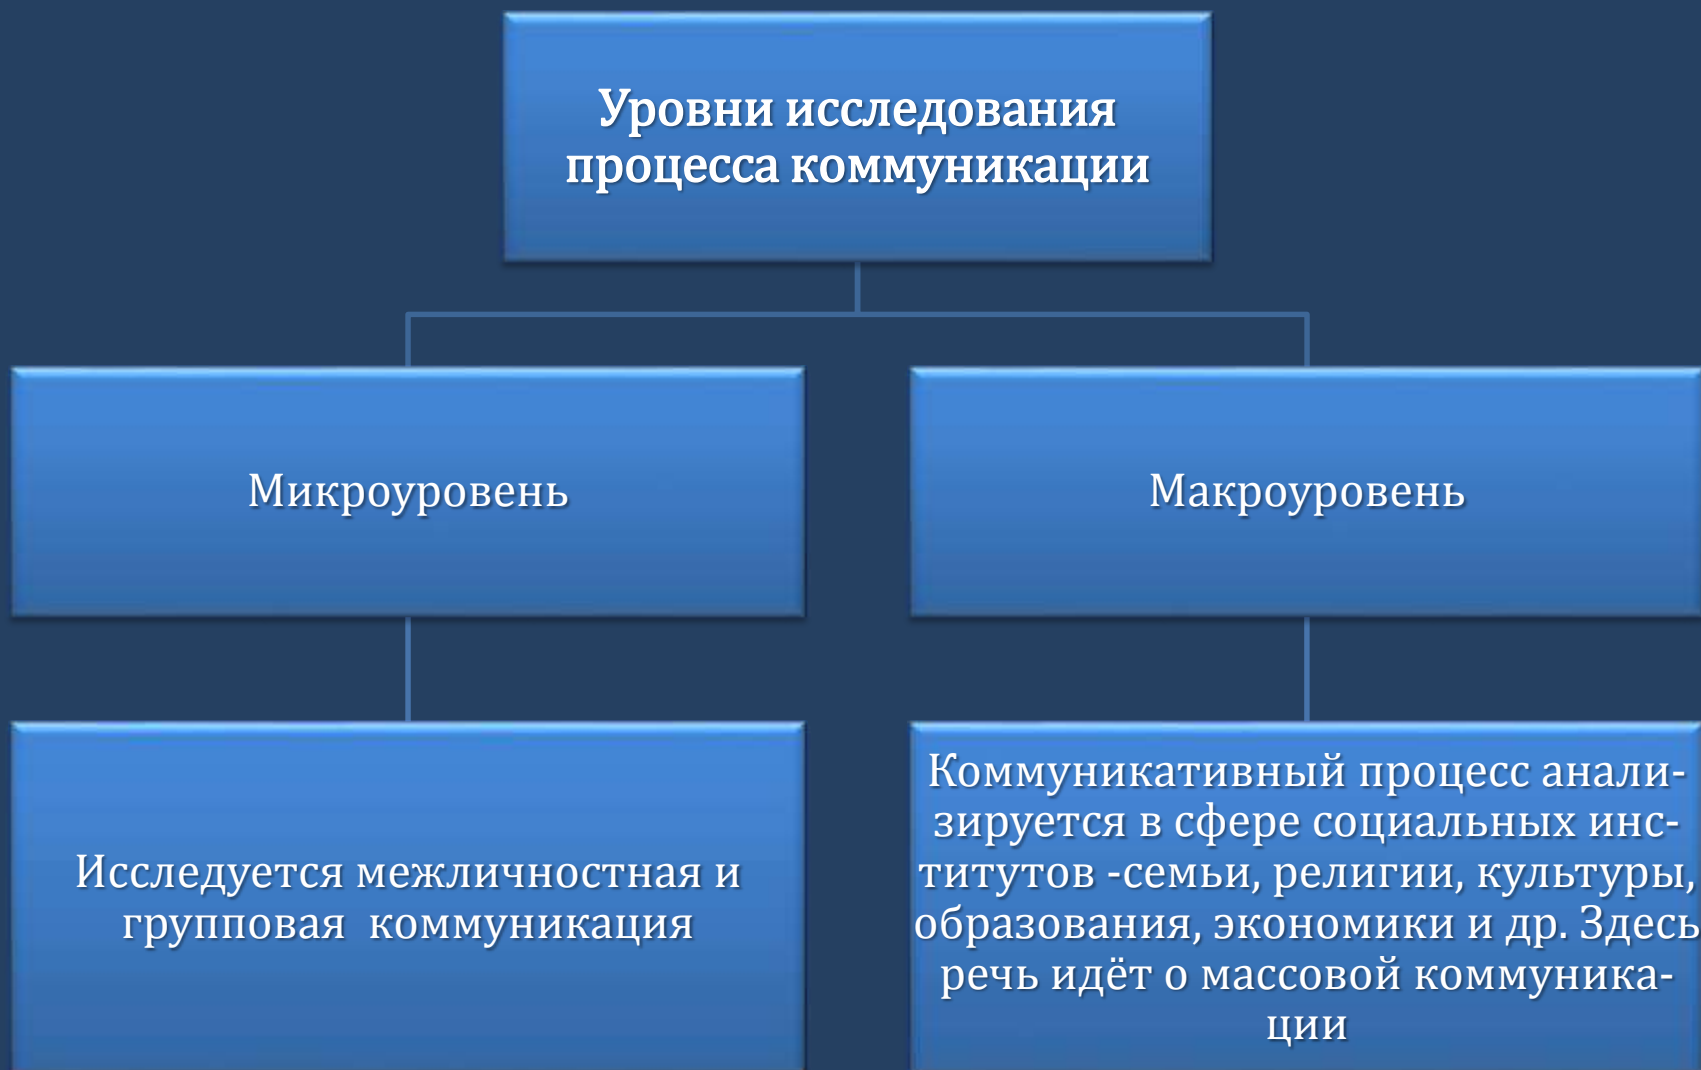 Уровни исследования
процесса коммуникации
Микроуровень
Макроуровень
Исследуется межличностная и
групповая  коммуникация
Коммуникативный процесс анали-
зируется в сфере социальных инс-
титутов -семьи, религии, культуры,
образования, экономики и др. Здесь
речь идёт о массовой коммуника-
ции